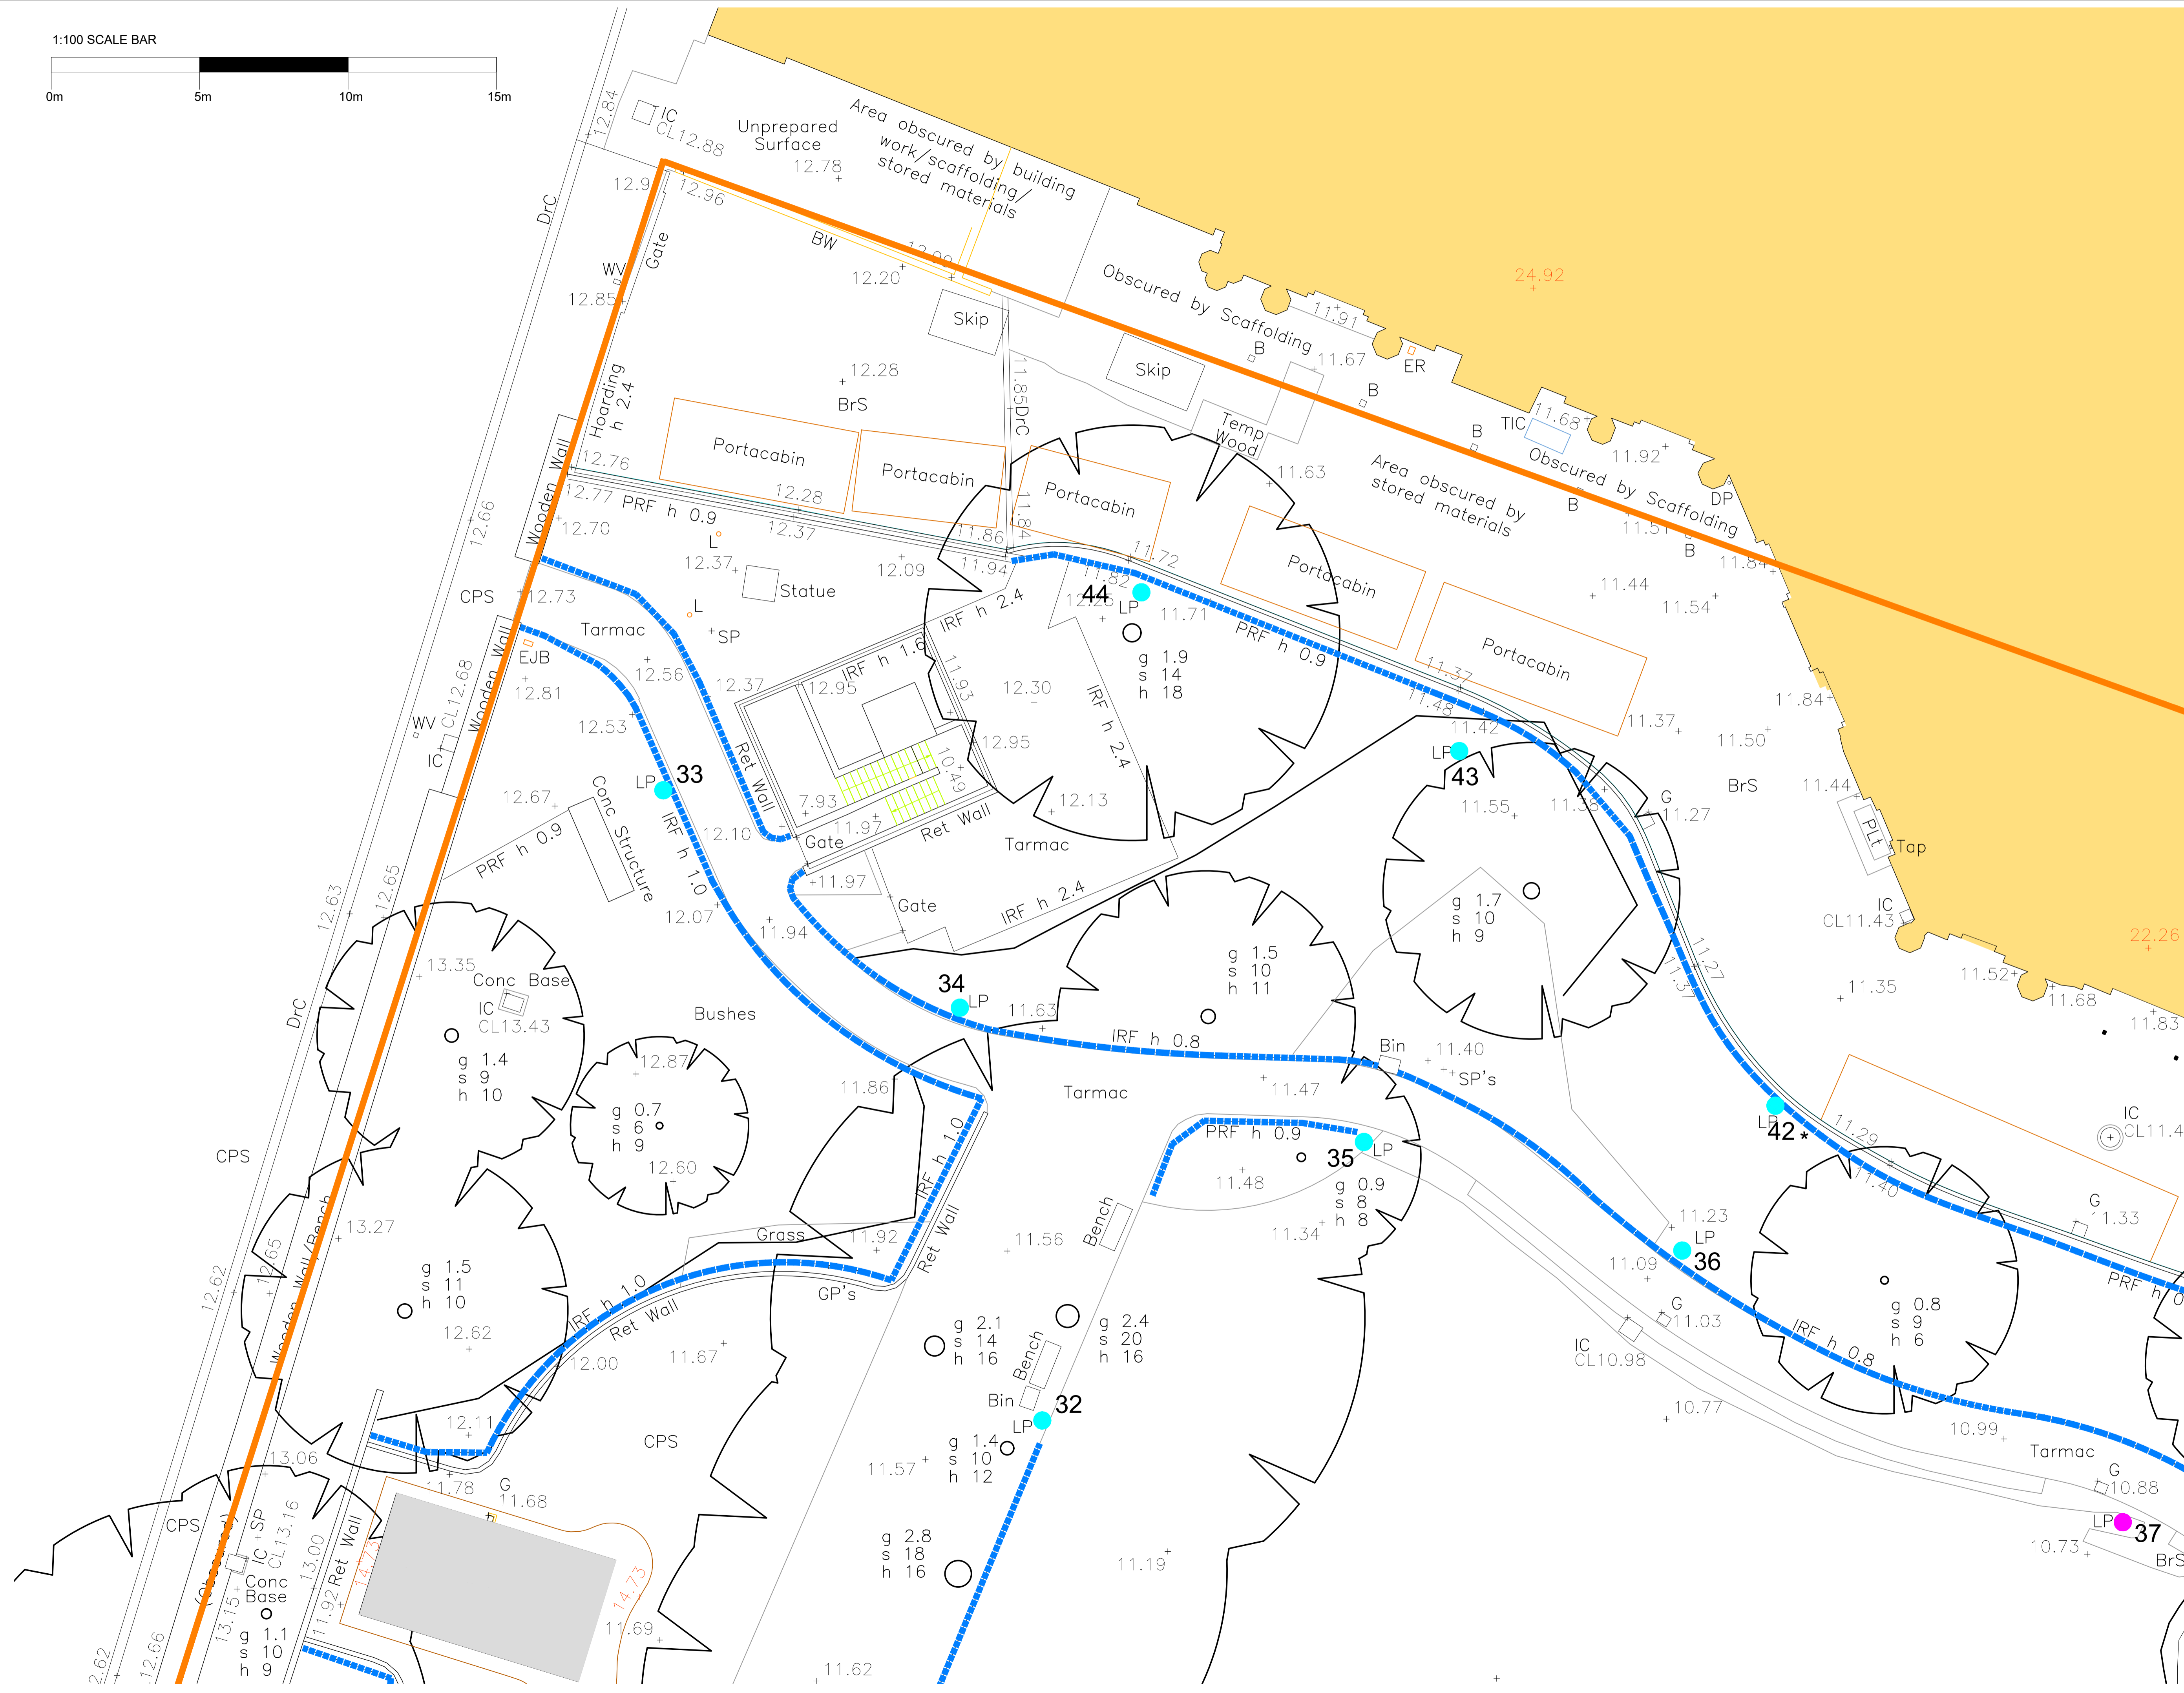 1:100 SCALE BAR
0m
5m
10m
15m
12.84
IC
CL12.88
Unprepared
Surface
12.78
Area obscured by building
work/scaffolding/
stored materials
12.9
12.96
DrC
Gate
BW
12.20
WV
12.85
Skip
Obscured by Scaffolding
11.91
24.92
B
11.67
ER
Skip
B
Hoarding
h 2.4
12.28
BrS
11.85
DrC
Temp
Wood
B
TIC
11.68
11.92
Obscured by Scaffolding
DP
Portacabin
Portacabin
Portacabin
11.63
Area obscured by
stored materials
B
11.51
B
11.84
Wooden Wall
12.76
12.77
PRF h 0.9
12.28
12.37
12.70
12.66
L
12.37
11.86
11.84
11.94
12.09
11.72
11.82
Portacabin
11.44
11.54
Statue
CPS
12.73
L
SP
Tarmac
44
LP
12.25
11.71
PRF h 0.9
EJB
12.81
12.56
12.37
IRF h 1.6
IRF h 2.4
g 1.9
s 14
h 18
Portacabin
11.37
11.48
11.42
11.37
11.84
11.50
Wooden Wall
CL12.68
WV
IC
12.53
12.95
11.93
12.30
IRF h 2.4
12.95
LP
43
BrS
11.44
LP
33
Ret Wall
10.49
7.93
12.67
Conc Structure
IRF h 1.0
12.10
Gate
11.97
Ret Wall
12.13
11.55
11.38
G
11.27
PRF h 0.9
Tarmac
PLt
Tap
12.63
12.65
11.97
Gate
IRF h 2.4
g 1.7
s 10
h 9
IC
CL11.43
22.26
12.07
11.94
13.35
Conc Base
IC
CL13.43
34
LP
11.63
g 1.5
s 10
h 11
11.27
11.37
11.52
11.68
11.35
11.83
DrC
Bushes
IRF h 0.8
Bin
11.40
SP's
g 1.4
s 9
h 10
12.87
g 0.7
s 6
h 9
11.86
Tarmac
11.47
LP
42
*
IC
CL11.4
CPS
12.60
IRF h 1.0
PRF h 0.9
35
LP
11.48
g 0.9
s 8
h 8
11.29
11.40
13.27
Wooden Wall/Bench
Grass
11.92
Ret Wall
11.56
Bench
11.34
11.23
LP
36
11.09
G
11.33
PRF h 0
12.62
12.65
g 1.5
s 11
h 10
GP's
IRF h 1.0
Ret Wall
12.62
12.00
11.67
g 2.1
s 14
h 16
g 2.4
s 20
h 16
Bench
G
11.03
IC
CL10.98
IRF h 0.8
g 0.8
s 9
h 6
Bin
LP
32
10.77
10.99
Tarmac
12.11
CPS
g 1.4
s 10
h 12
11.57
13.06
11.78
G
11.68
G
10.88
LP
37
10.73
BrS
CPS
IC
SP
CL13.16
Ret Wall
13.00
14.73
14.73
g 2.8
s 18
h 16
11.19
Conc
Base
13.15
11.92
11.69
g 1.1
s 10
h 9
12.66
2.62
11.62